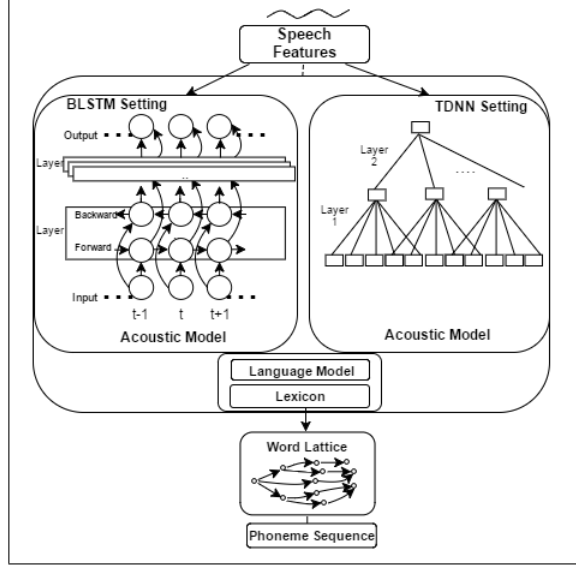 Speech
Features
BLSTM Setting
TDNN Setting
Output
Layer
..
Layer
Backward
Forward
Input
t-1 t t+1
Acoustic Model
Layer
2
....
Layer
1
Acoustic Model
Language Model
Lexicon
Word Lattice
Phoneme Sequence